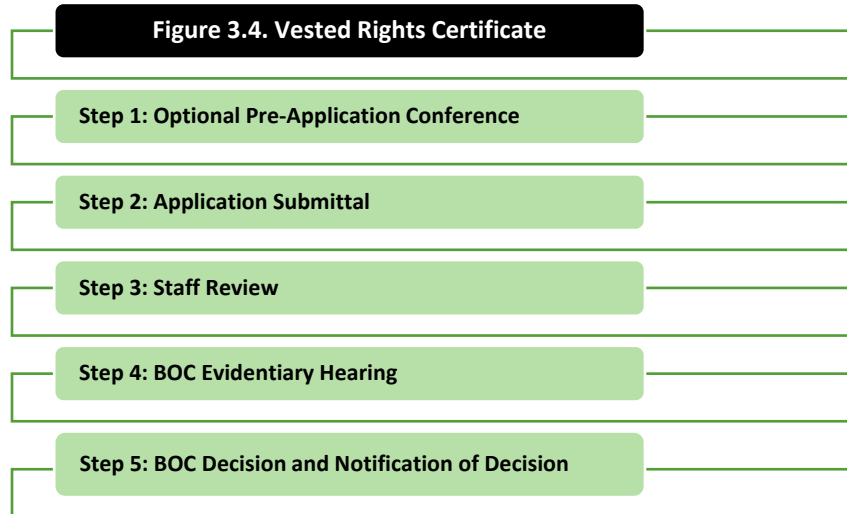 Figure 3.4. Vested Rights Certificate
Step 1: Optional Pre-Application Conference
Step 2: Application Submittal
Step 3: Staff Review
Step 4: BOC Evidentiary Hearing
Step 5: BOC Decision and Notification of Decision